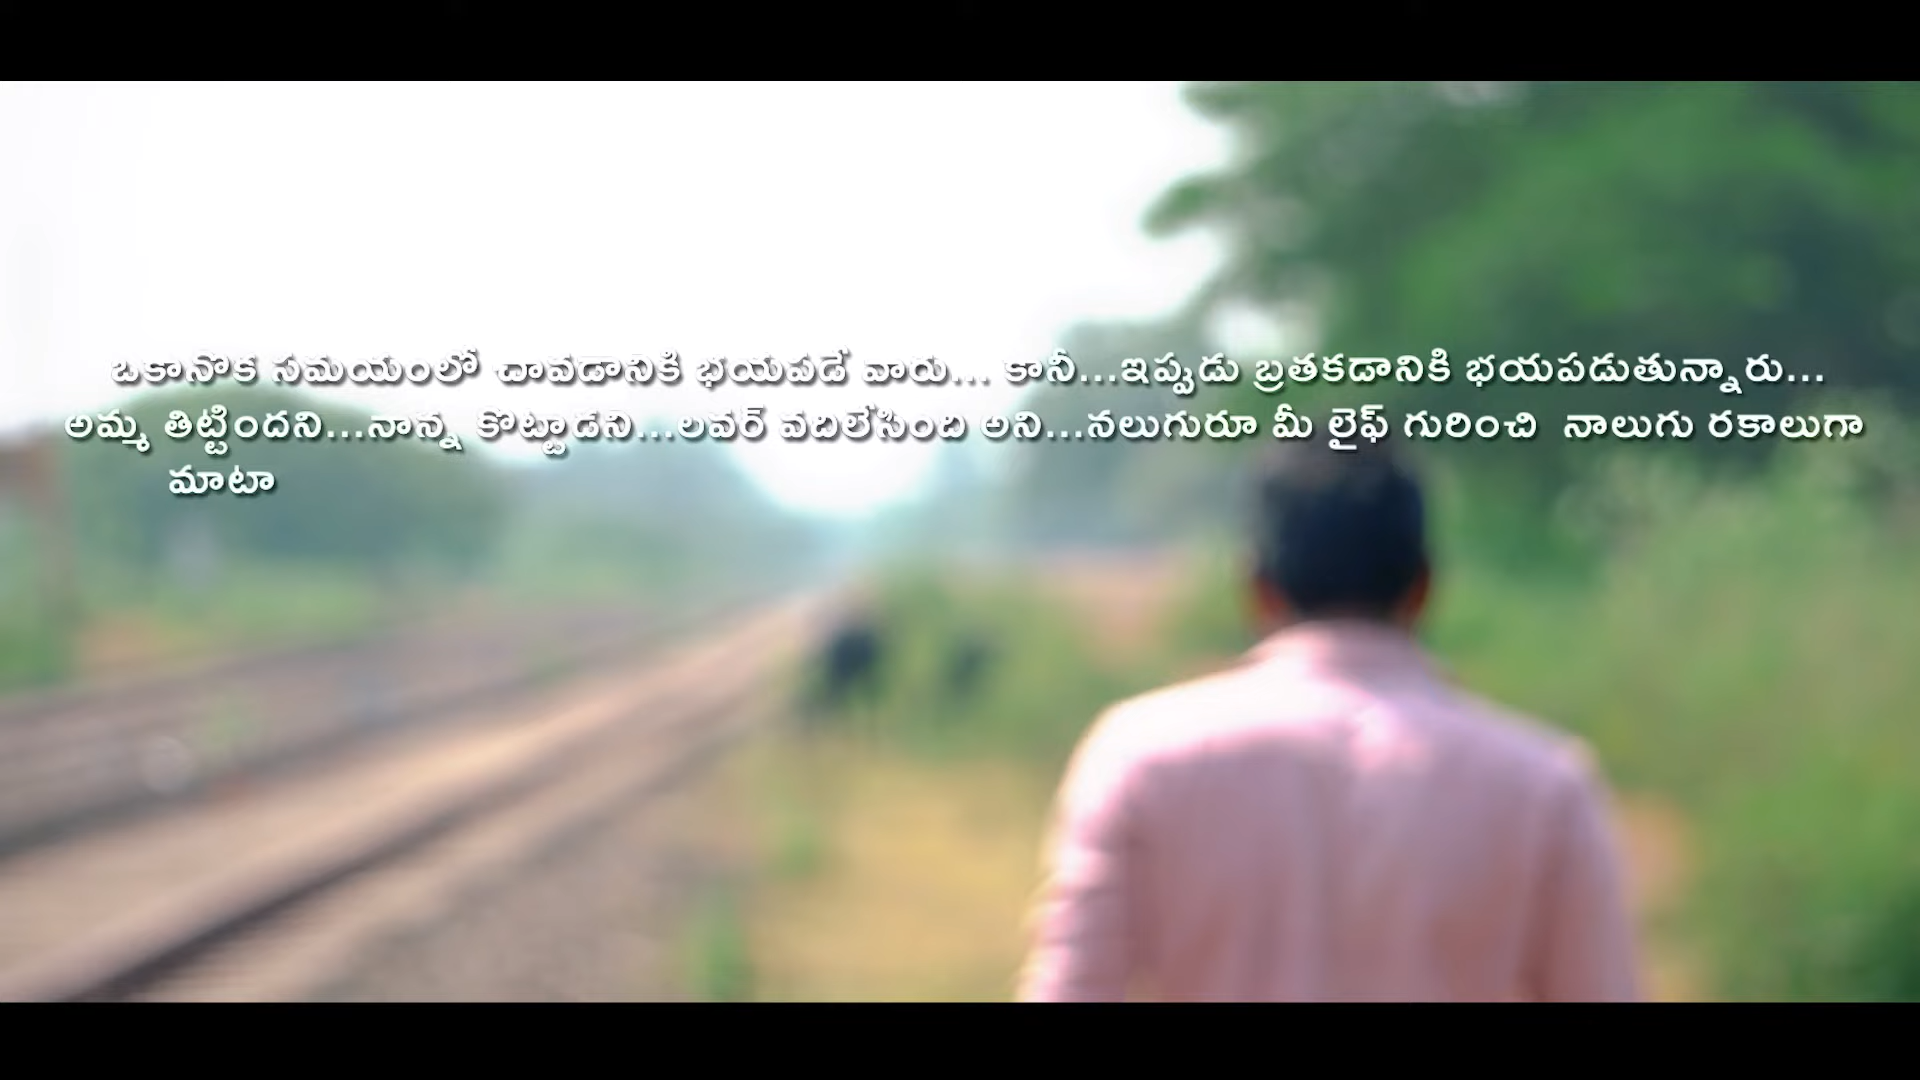 ఒకానొక సమయంలో చావడానికి భయపడే వారు... కానీ...ఇప్పుడు బ్రతకడానికి భయపడుతున్నారు...
అమ్మ తిట్టిందని...నాన్న కొట్టాడని...లవర్ వదిలేసింది అని...నలుగురూ మీ లైఫ్ గురించి నాలుగు రకాలుగా
మాటా